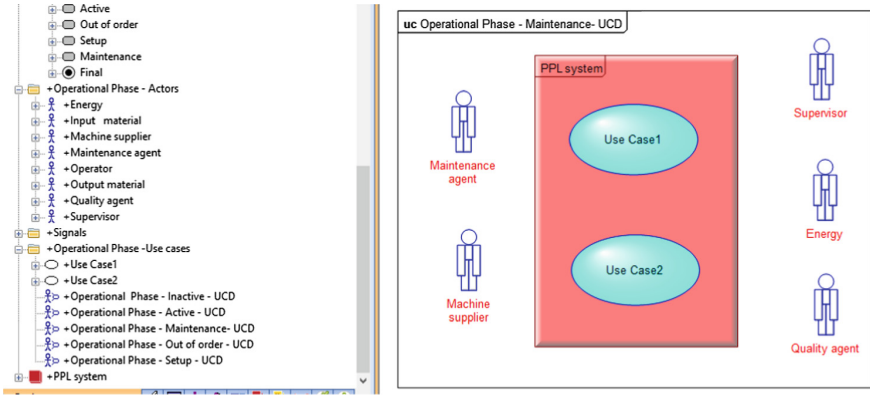 Active
Out of order
Setup
Maintenance
Final
+Operational Phase - Actors
+Energy
+Input material
+Machine supplier
+Maintenance agent
+Operator
+Output material
+Quality agent
+Supervisor
+Signals
+Operational Phase -Use cases
+Use Case1
+Use Case2
+Operational Phase - Inactive - UCD
+Operational Phase - Active - UCD
+Operational Phase - Maintenance- UCD
+Operational Phase - Out of order - UCD
+Operational Phase - Setup - UCD
+PPL system
uc Operational Phase - Maintenance- UCD
PPL system
Maintenance
agent
Machine
supplier
Use Case1
Use Case2
Supervisor
Energy
Quality agent